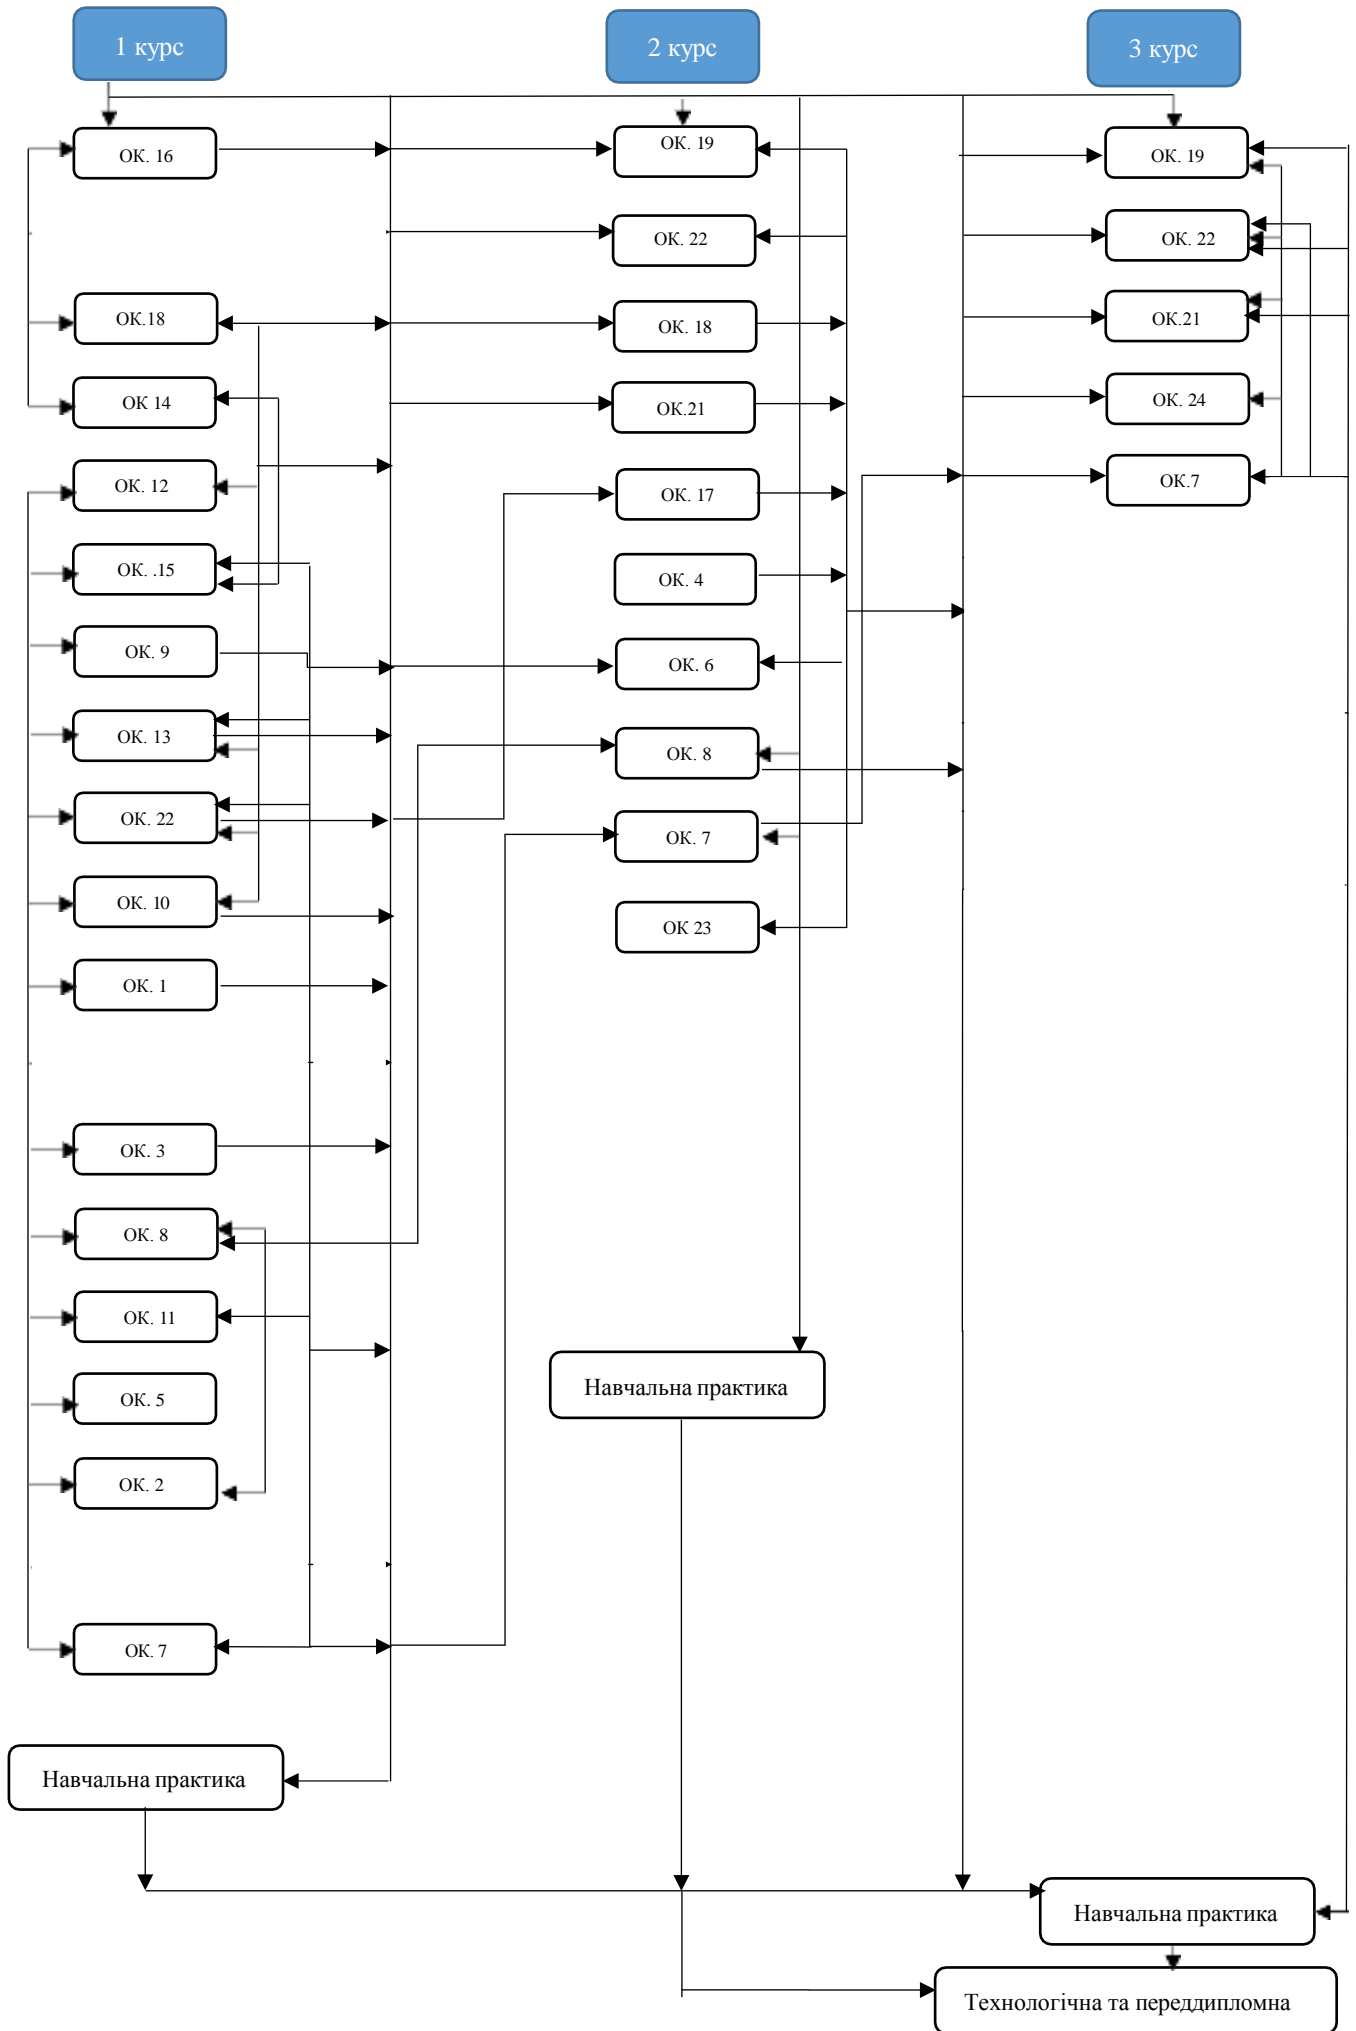 1 курс
2 курс
3 курс
ОК. 16
ОК. 19
ОК. 19
ОК. 22
ОК. 22
ОК.18
ОК. 18
ОК.21
ОК 14
ОК.21
ОК. 24
ОК. 12
ОК. 17
ОК.7
ОК. .15
ОК. 4
ОК. 9
ОК. 6
ОК. 13
ОК. 8
ОК. 22
ОК. 7
ОК. 10
ОК 23
ОК. 1
ОК. 3
ОК. 8
ОК. 11
Навчальна практика
ОК. 5
ОК. 2
ОК. 7
Навчальна практика
Навчальна практика
Технологічна та переддипломна